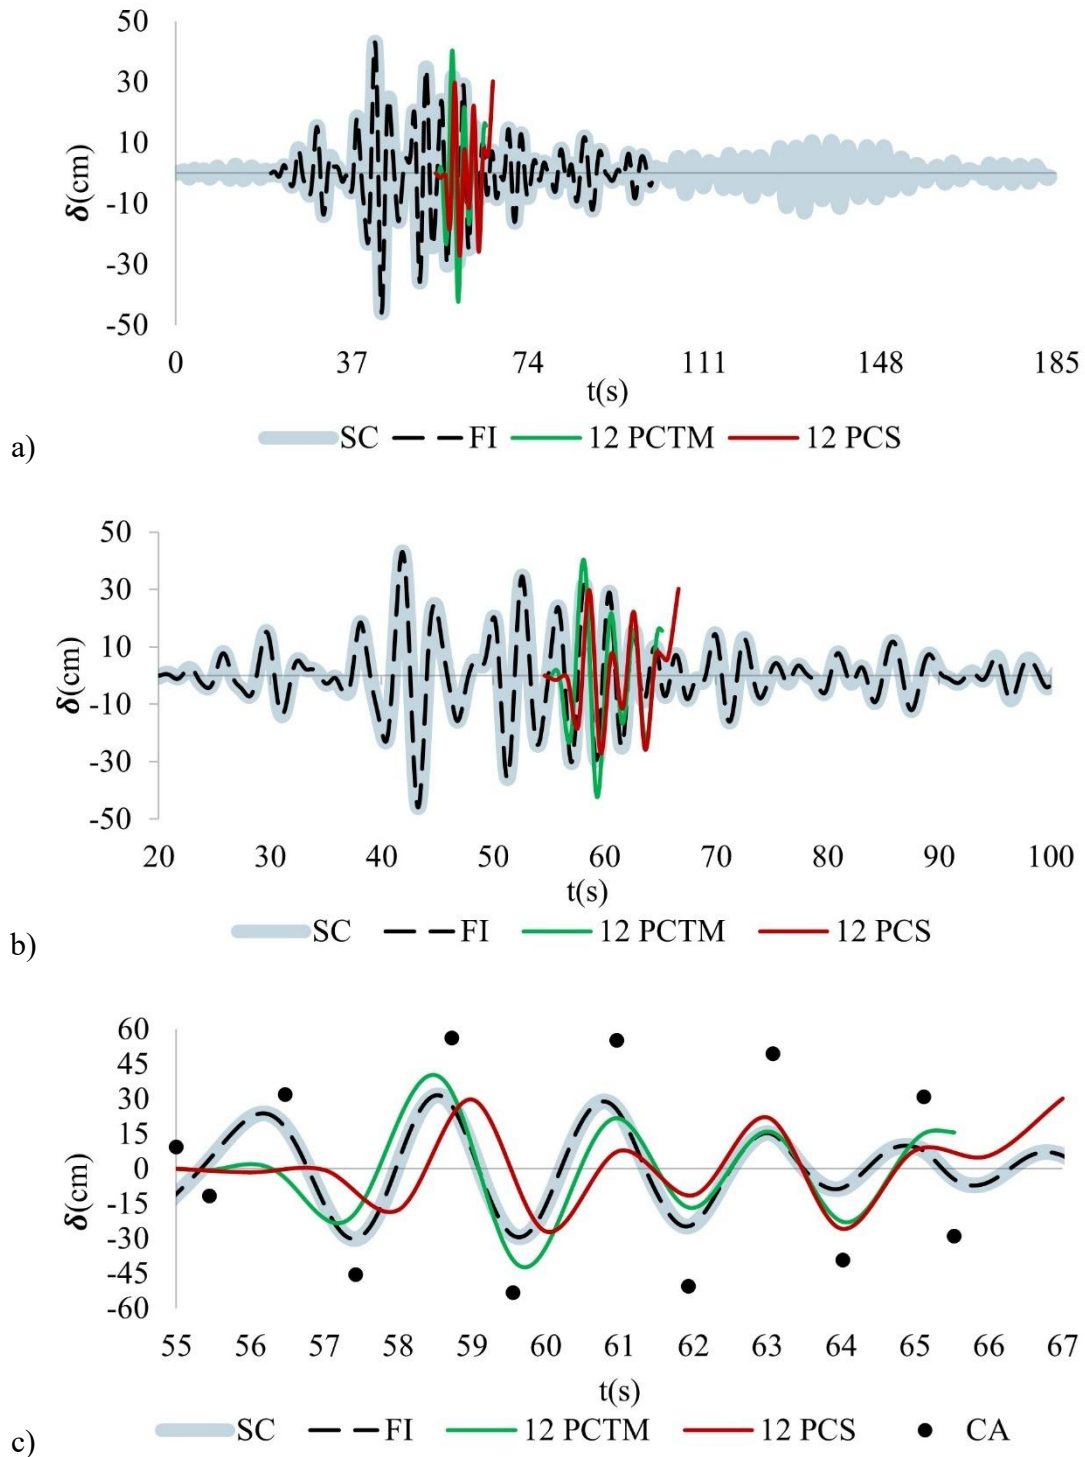 50
30
10
-10
-30
-50
δ(cm)
0 37 74 111 148 185
t(s)
a) SC FI 12 PCTM 12 PCS
50
30
10
-10
-30
-50
δ(cm)
20 30 40 50 60 70 80 90 100
t(s)
b) SC FI 12 PCTM 12 PCS
60
45
30
15
0
-15
-30
-45
-60
δ(cm)
55 56 57 58 59 60 61 62 63 64 65 66 67
t(s)
c) SC FI 12 PCTM 12 PCS CA